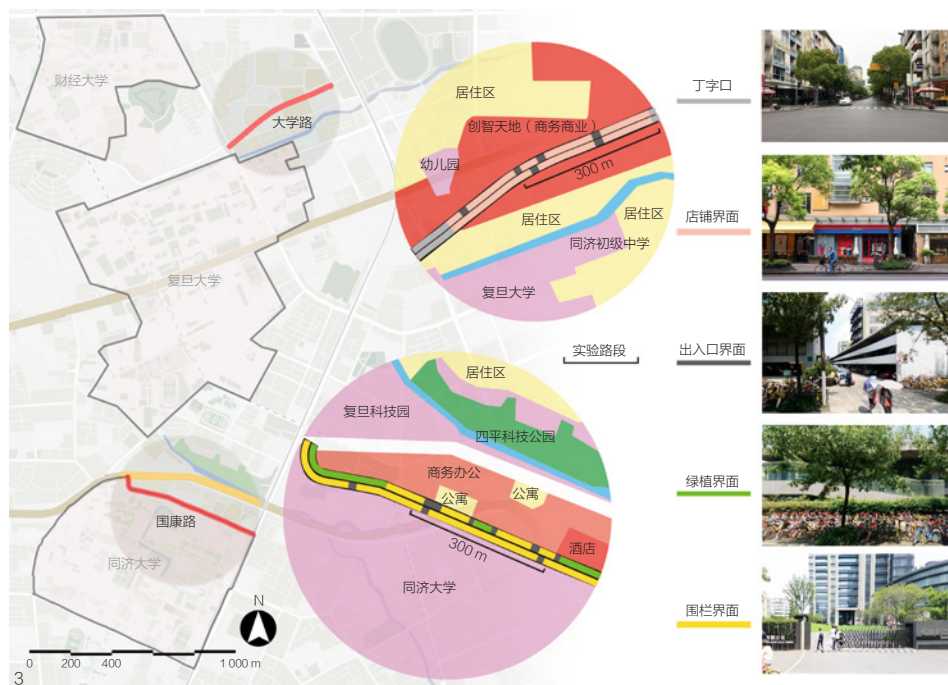 财经大学
大学路
复旦大学
国康路
同济大学
N
0 200 400 1 000 m
3
居住区
创智天地（商务商业）
幼儿园
300 m
居住区
居住区
同济初级中学
复旦大学
实验路段
居住区
复旦科技园
四平科技公园
商务办公
公寓
公寓
300 m
酒店
同济大学
丁字口
店铺界面
出入口界面
绿植界面
围栏界面